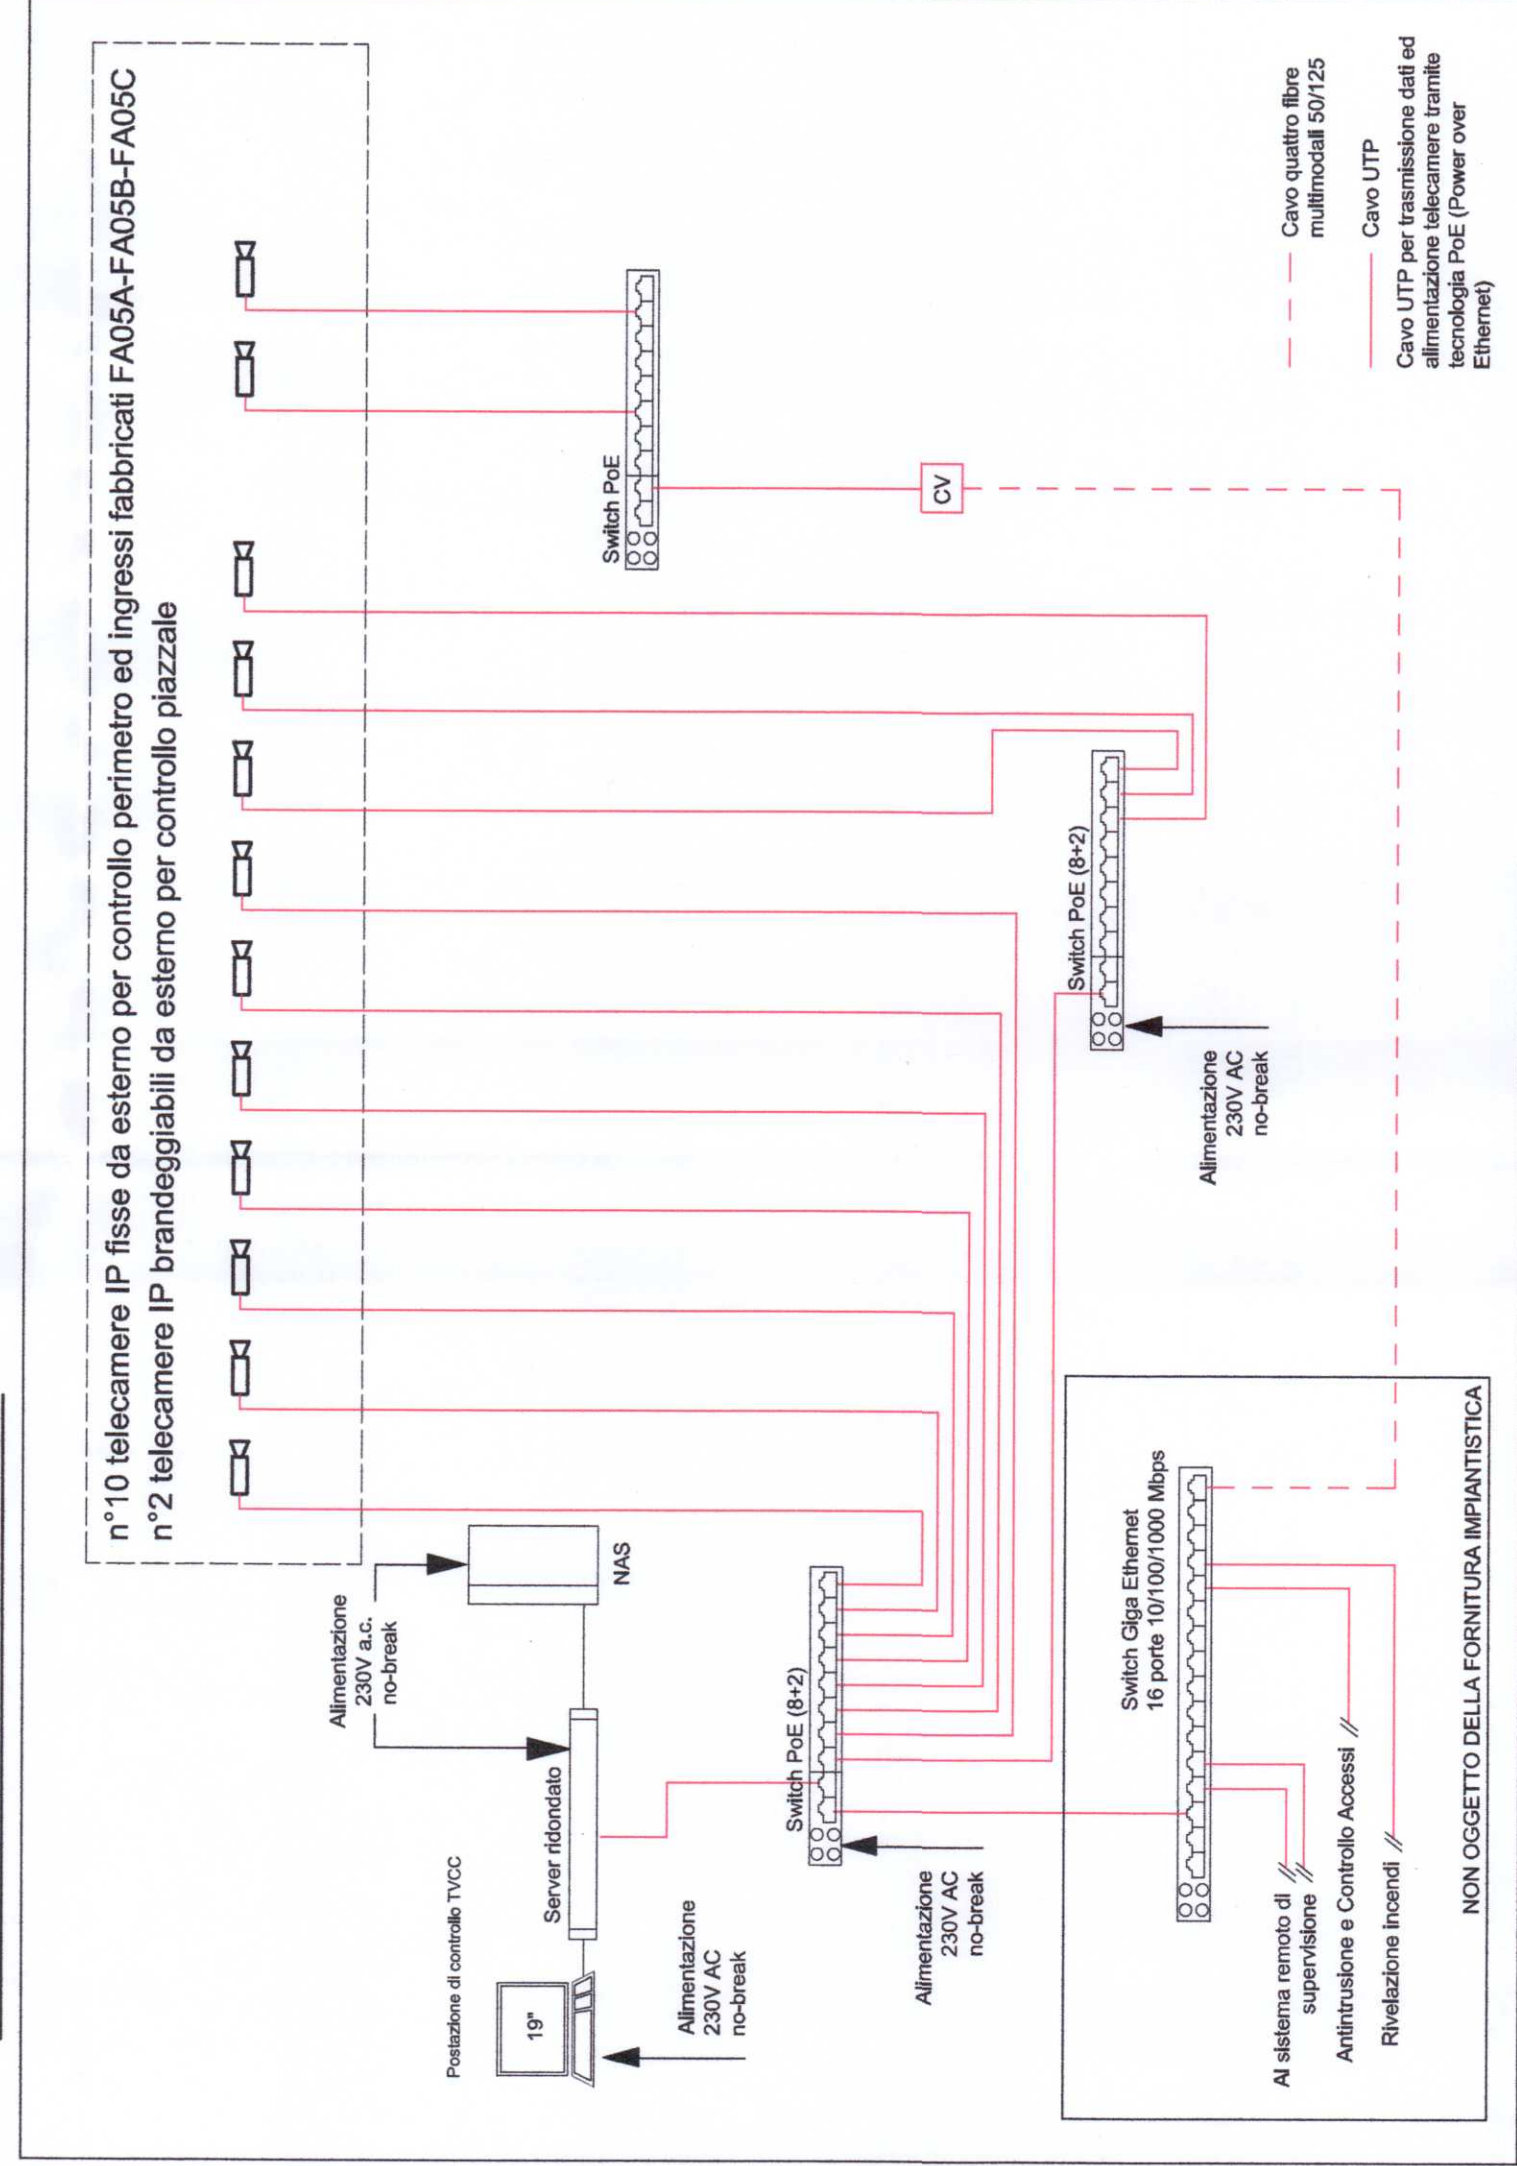 n°10 telecamere IP fisse da esterno per controllo perimetro ed ingressi fabbricati FA05A-FA05B-FA05C
n°2 telecamere IP brandeggiabili da esterno per controllo piazzale
Alimentazione
230V a.c.
no-break
NAS
Server ridondato
Postazione di controllo TVCC
19"
Alimentazione
230V AC
no-break
Switch PoE (8+2)
Alimentazione
230V AC
no-break
Switch PoE
CV
Switch PoE (8+2)
Alimentazione
230V AC
no-break
Switch Giga Ethernet
16 porte 10/100/1000 Mbps
Al sistema remoto di
supervisione
Antintrusione e Controllo Accessi
Rivelazione incendi
NON OGGETTO DELLA FORNITURA IMPIANTISTICA
Cavo quattro fibre
multimodali 50/125
Cavo UTP
Cavo UTP per trasmissione dati ed
alimentazione telecamere tramite
tecnologia PoE (Power over
Ethernet)